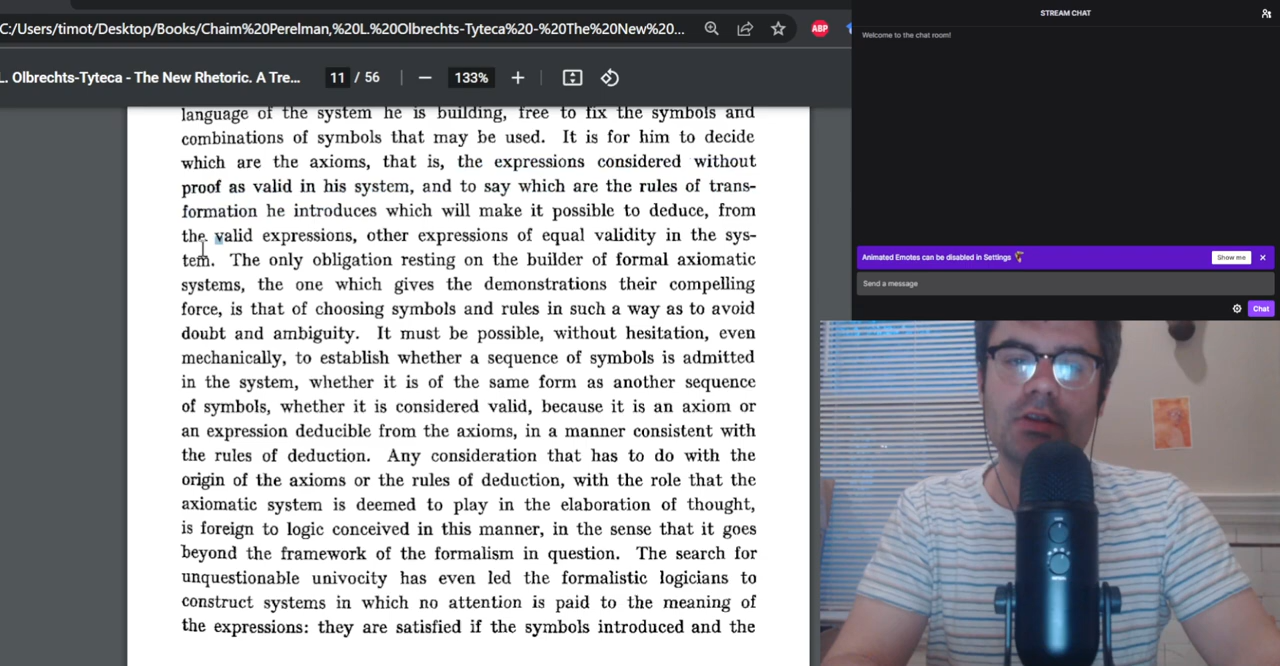 C:/Users/timot/Desktop/Books/Chaim%20Perelman,%20L.%20Olbrechts-Tyteca%20-%20The%20New%20...
ABP
L. Olbrechts-Tyteca - The New Rhetoric. A Tre...
11 / 56
133%
language of the system he is building, free to fix the symbols and
combinations of symbols that may be used. It is for him to decide
which are the axioms, that is, the expressions considered without
proof as valid in his system, and to say which are the rules of trans-
formation he introduces which will make it possible to deduce, from
the valid expressions, other expressions of equal validity in the sys-
tem. The only obligation resting on the builder of formal axiomatic
systems, the one which gives the demonstrations their compelling
force, is that of choosing symbols and rules in such a way as to avoid
doubt and ambiguity. It must be possible, without hesitation, even
mechanically, to establish whether a sequence of symbols is admitted
in the system, whether it is of the same form as another sequence
of symbols, whether it is considered valid, because it is an axiom or
an expression deducible from the axioms, in a manner consistent with
the rules of deduction. Any consideration that has to do with the
origin of the axioms or the rules of deduction, with the role that the
axiomatic system is deemed to play in the elaboration of thought,
is foreign to logic conceived in this manner, in the sense that it goes
beyond the framework of the formalism in question. The search for
unquestionable univocity has even led the formalistic logicians to
construct systems in which no attention is paid to the meaning of
the expressions: they are satisfied if the symbols introduced and the
STREAM CHAT
Welcome to the chat room!
Animated Emotes can be disabled in Settings
Show me
Send a message
Chat